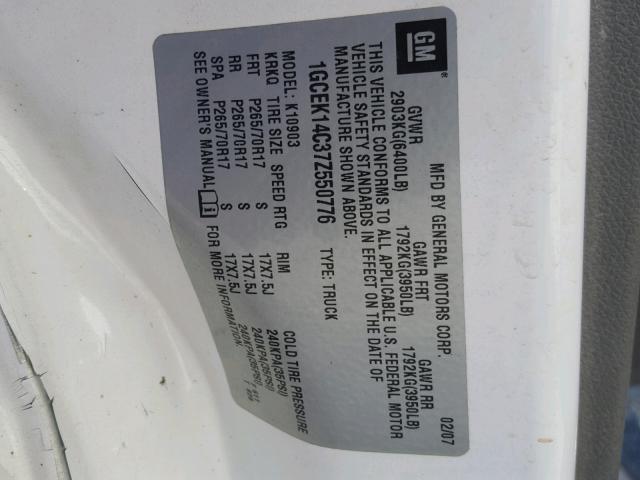 GM ®
MFD BY GENERAL MOTORS CORP. 02/07
GVWR GAWR FRT GAWR RR
2903KG(6400LB) 1792KG(3950LB) 1792KG(3950LB)
THIS VEHICLE CONFORMS TO ALL APPLICABLE U.S. FEDERAL MOTOR
VEHICLE SAFETY STANDARDS IN EFFECT ON THE DATE OF
MANUFACTURE SHOWN ABOVE.
1GCEK14C37Z550776 TYPE: TRUCK
MODEL: K10903
KRKQ TIRE SIZE SPEED RTG RIM COLD TIRE PRESSURE
FRT P265/70R17 S 17X7.5J 240KPA(35PSI)
RR P265/70R17 S 17X7.5J 240KPA(35PSI)
SPA P265/70R17 S 17X7.5J 240KPA(35PSI)
SEE OWNER'S MANUAL FOR MORE INFORMATION.